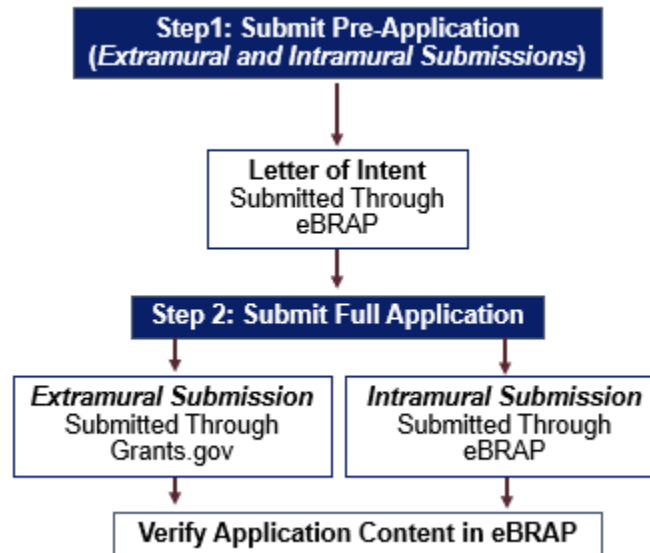 Step1: Submit Pre-Application
(Extramural and Intramural Submissions)
Letter of Intent
Submitted Through
eBRAP
Step 2: Submit Full Application
Extramural Submission
Submitted Through
Grants.gov
Intramural Submission
Submitted Through
eBRAP
Verify Application Content in eBRAP